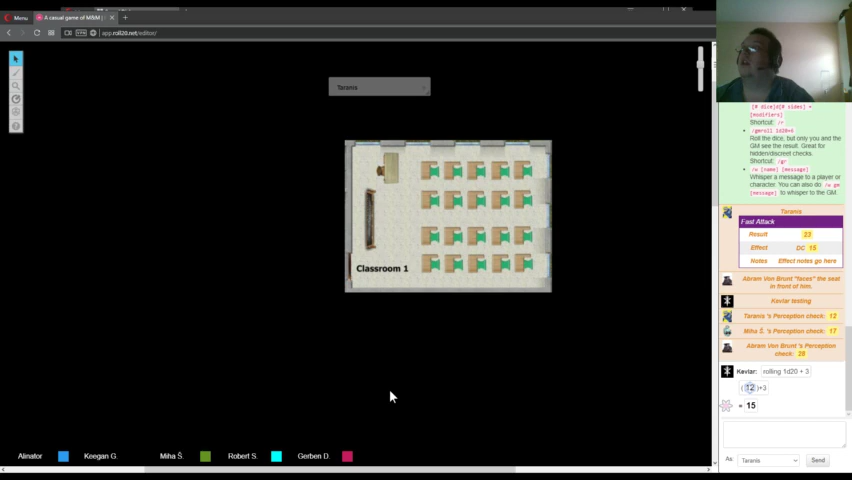 Menu
A casual game of M&M |
app.roll20.net/editor/
VPN
Taranis
Classroom 1
Alinator
Keegan G.
Miha Š.
Robert S.
Gerben D.
[# dice]d[# sides] +
[modifiers]
Shortcut: /r
/gmroll 1d20+6
Roll the dice, but only you and
the GM see the result. Great for
hidden/discreet checks.
Shortcut: /gr
/w [name] [message]
Whisper a message to a player or
character. You can also do /w gm
[message] to whisper to the GM.
Taranis
Fast Attack
Result 23
Effect DC 15
Notes Effect notes go here
Abram Von Brunt "faces" the seat
in front of him.
Kevlar testing
Taranis 's Perception check: 12
Miha Š. 's Perception check: 17
Abram Von Brunt 's Perception
check: 28
Kevlar: rolling 1d20 + 3
(12)+3
= 15
As: Taranis Send